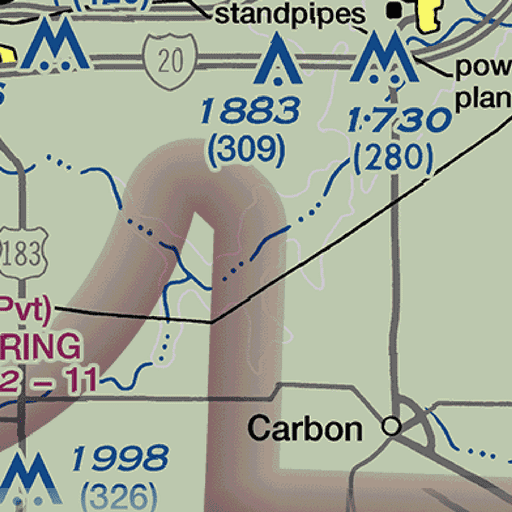 standpipes
20
pow
plan
1883
(309)
1730
(280)
183
Pvt)
RING
2 – 11
Carbon
1998
(326)